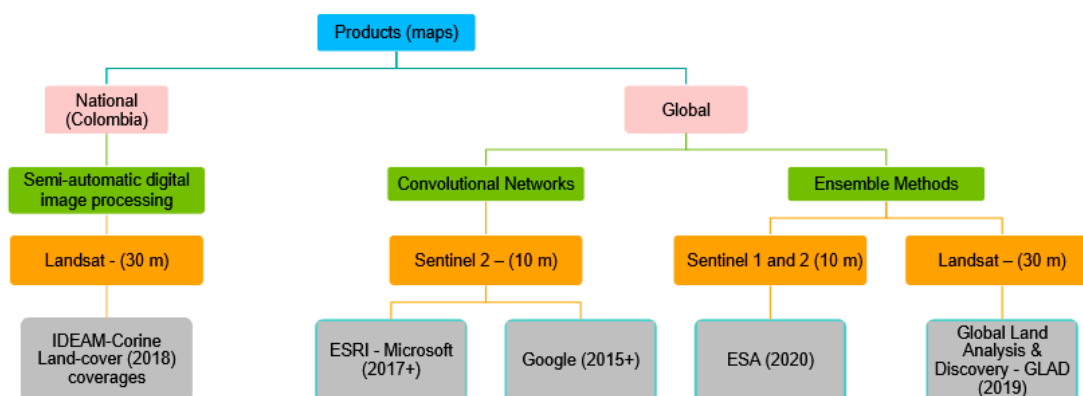 Products (maps)
National
(Colombia)
Global
Semi-automatic digital
image processing
Convolutional Networks
Ensemble Methods
Landsat - (30 m)
Sentinel 2 – (10 m)
Sentinel 1 and 2 (10 m)
Landsat – (30 m)
IDEAM-Corine
Land-cover (2018)
coverages
ESRI - Microsoft
(2017+)
Google (2015+)
ESA (2020)
Global Land
Analysis &
Discovery - GLAD
(2019)